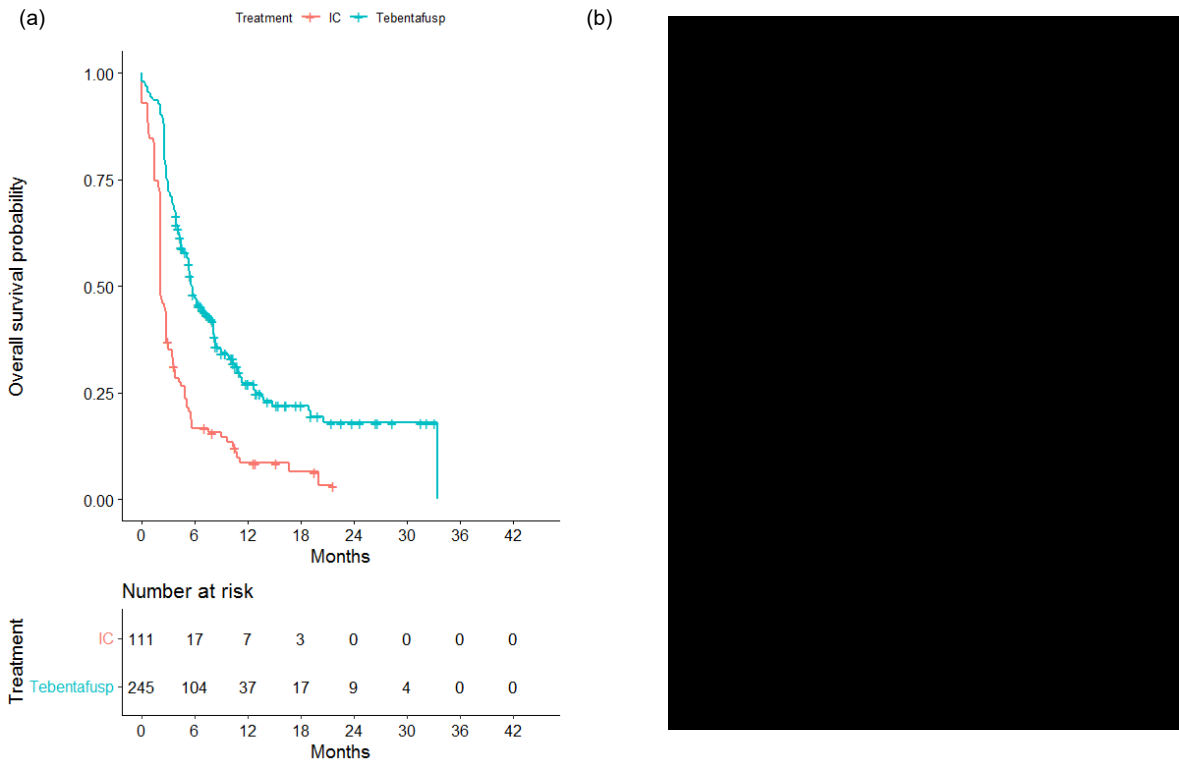 (a)
Treatment IC Tebentafusp
(b)
Overall survival probability
1.00
0.75
0.50
0.25
0.00
0 6 12 18 24 30 36 42
Months
Number at risk
Treatment
IC 111 17 7 3 0 0 0 0
Tebentafusp 245 104 37 17 9 4 0 0
0 6 12 18 24 30 36 42
Months